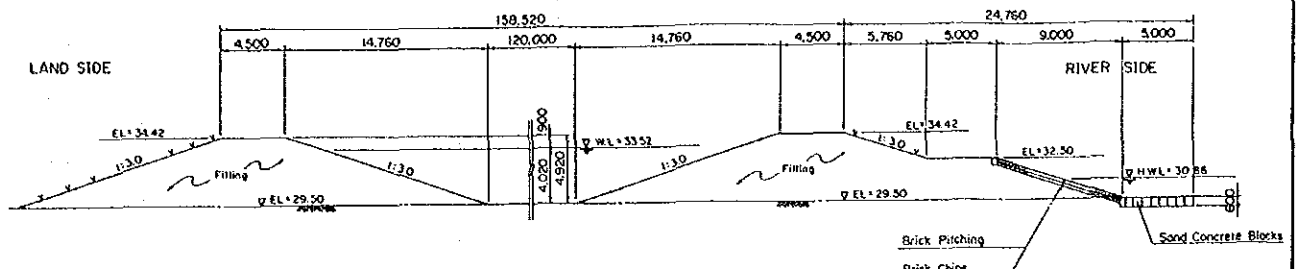 158,520
24,760
4,500
14,760
120,000
14,760
4,500
5,760
5,000
9,000
5,000
LAND SIDE
RIVER SIDE
EL=34.42
900
W.L=33.52
EL=34.42
1:3.0
1:3.0
4,020
4,920
1:3.0
1:3.0
EL=32.50
Filling
Filling
HWL=30.86
EL=29.50
EL=29.50
600
Brick Pitching
Sand Concrete Blocks
Brick Chips